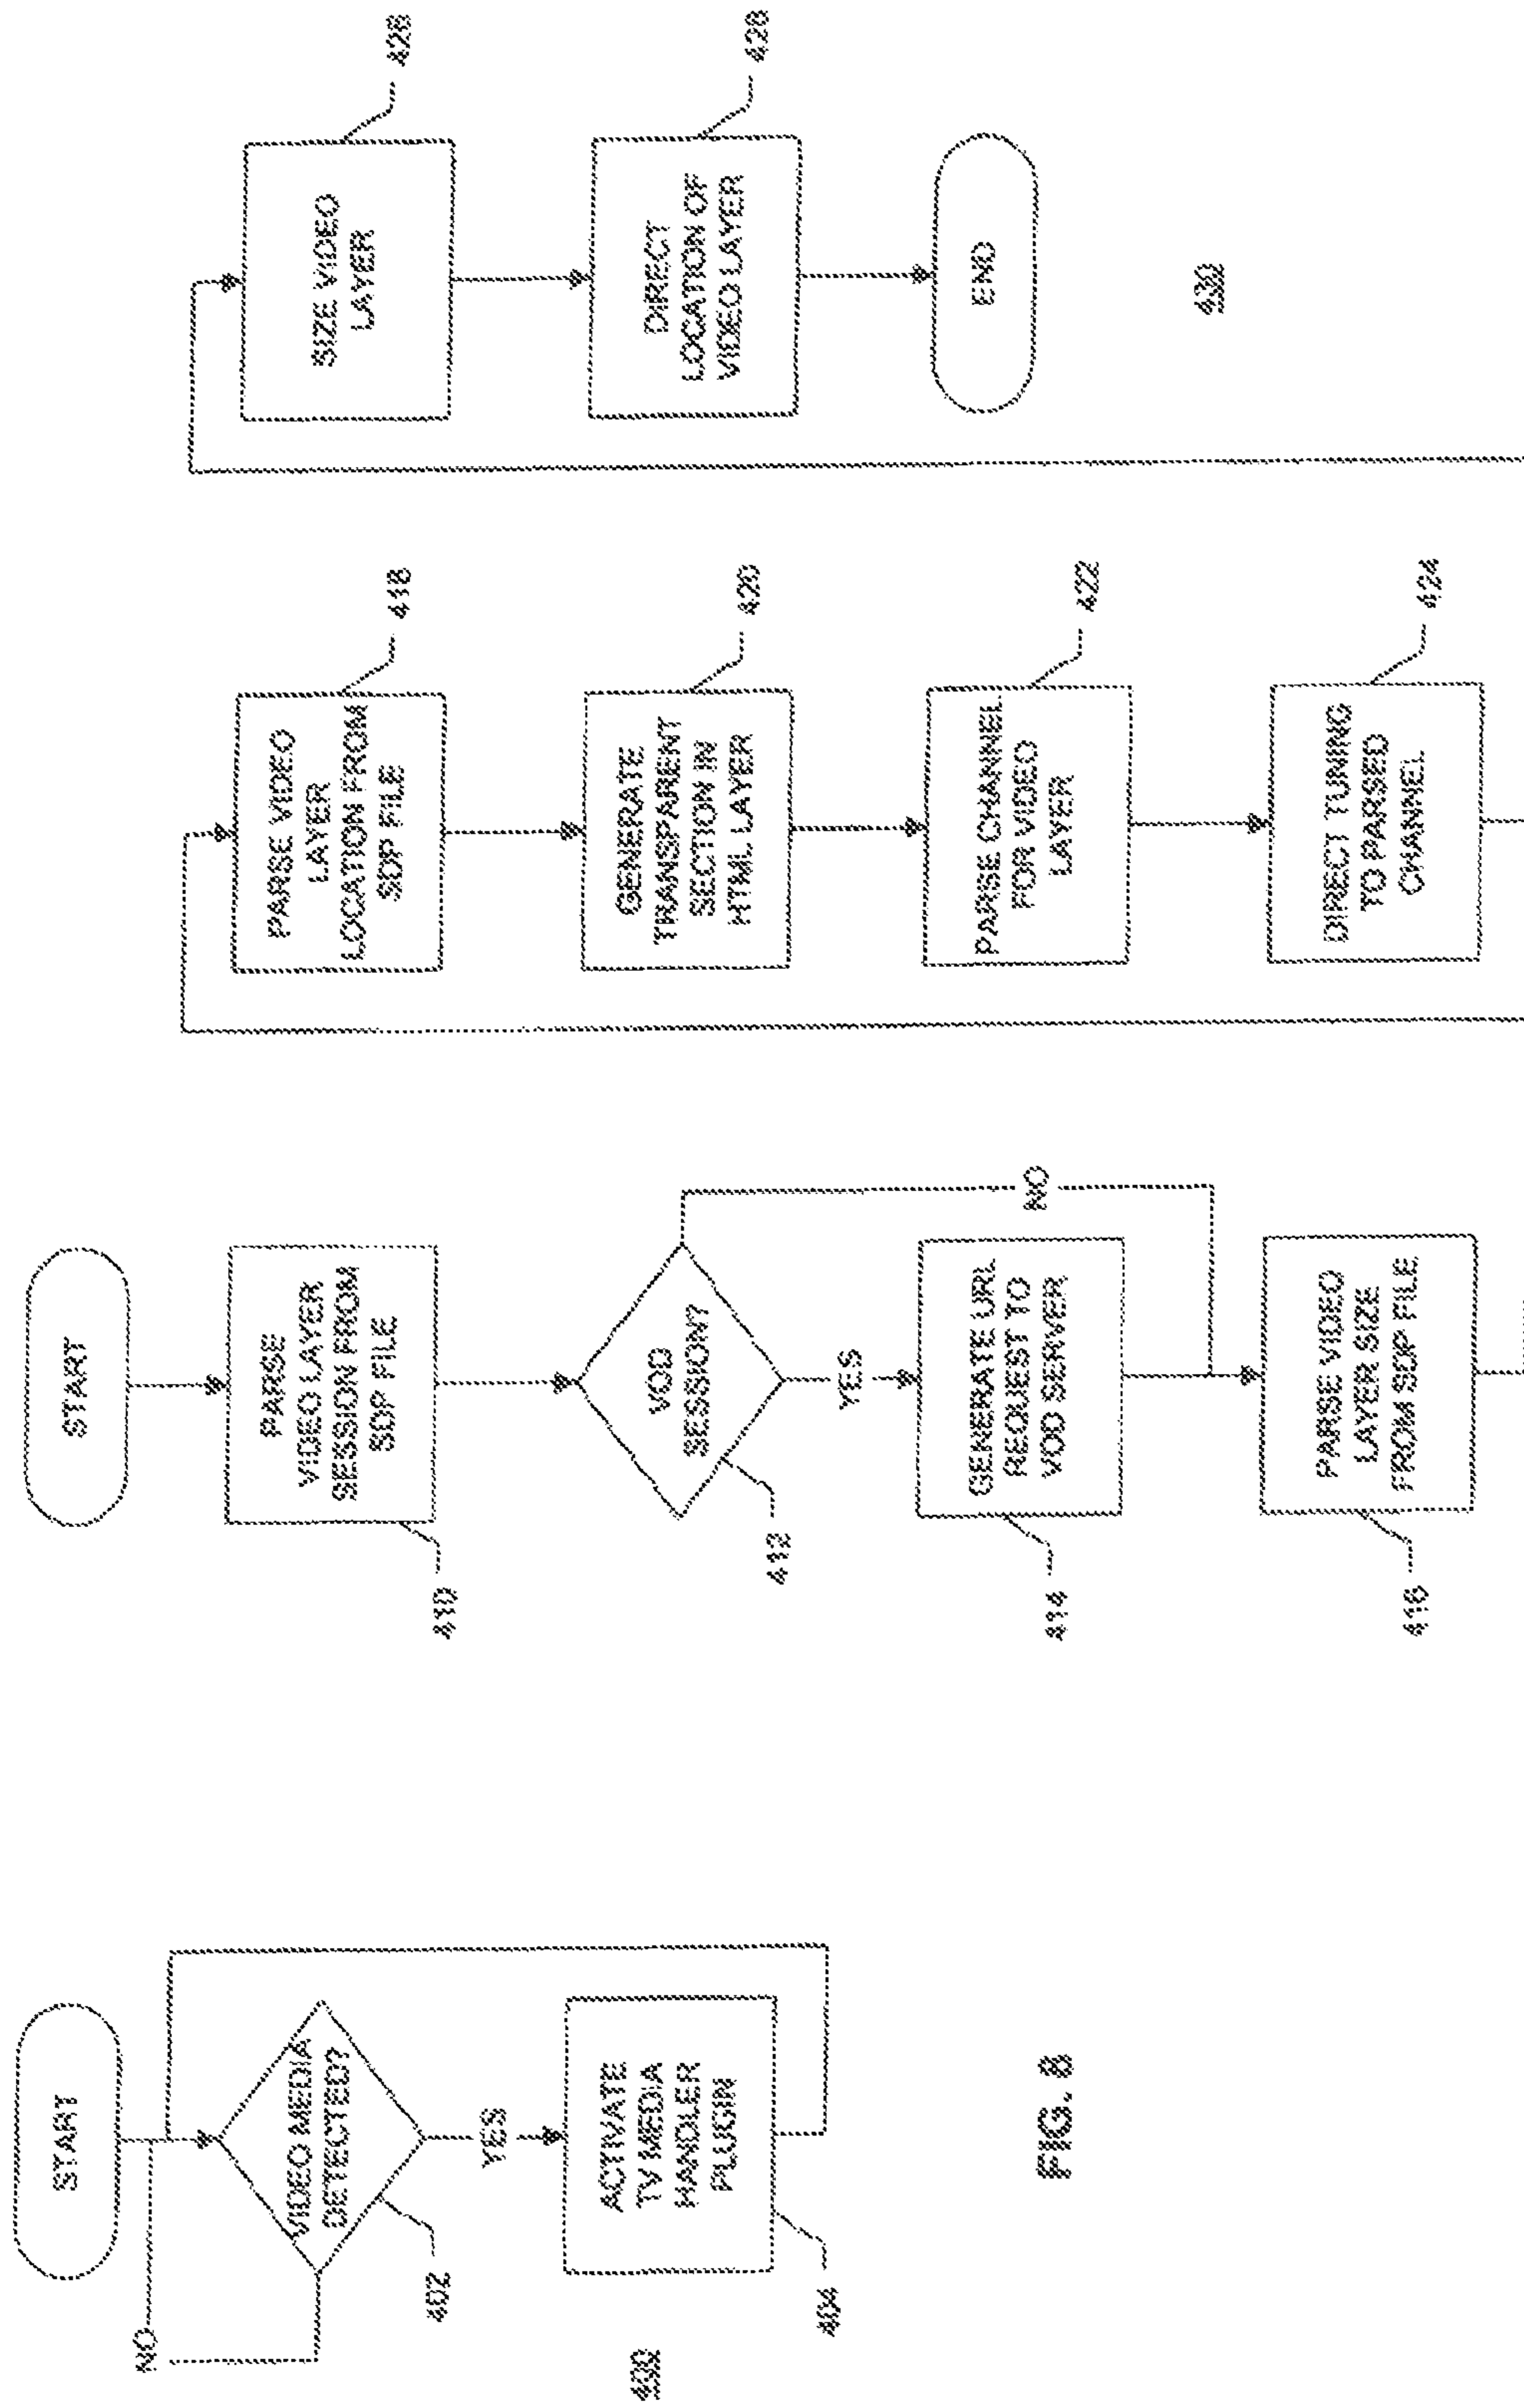 START
NO
VIDEO MEDIA
DETECTED?
402
YES
ACTIVATE
TV MEDIA
HANDLER
PLUGIN
404
400
FIG. 8
START
PARSE
VIDEO LAYER
SESSION FROM
SDP FILE
410
VOD
SESSION?
412
NO
YES
GENERATE URL
REQUEST TO
VOD SERVER
414
PARSE VIDEO
LAYER SIZE
FROM SDP FILE
416
PARSE VIDEO
LAYER
LOCATION FROM
SDP FILE
418
GENERATE
TRANSPARENT
SECTION IN
HTML LAYER
420
PARSE CHANNEL
FOR VIDEO
LAYER
422
DIRECT TUNING
TO PARSED
CHANNEL
424
SIZE VIDEO
LAYER
DIRECT
LOCATION OF
VIDEO LAYER
428
END
430